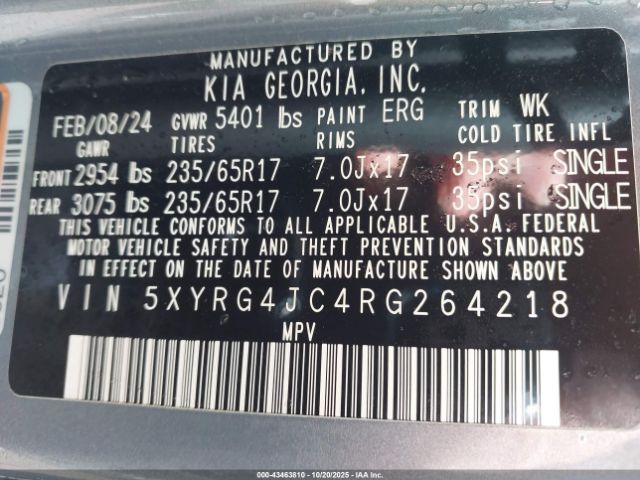 MANUFACTURED BY
KIA GEORGIA, INC.
FEB/08/24 GVWR 5401 lbs PAINT ERG TRIM WK
GAWR TIRES RIMS COLD TIRE INFL
FRONT 2954 lbs 235/65R17 7.0Jx17 35psi SINGLE
REAR 3075 lbs 235/65R17 7.0Jx17 35psi SINGLE
THIS VEHICLE CONFORMS TO ALL APPLICABLE U.S.A. FEDERAL
MOTOR VEHICLE SAFETY AND THEFT PREVENTION STANDARDS
IN EFFECT ON THE DATE OF MANUFACTURE SHOWN ABOVE
VIN 5XYRG4JC4RG264218
MPV
000-43463810 | 10/20/2025 | IAA, Inc.